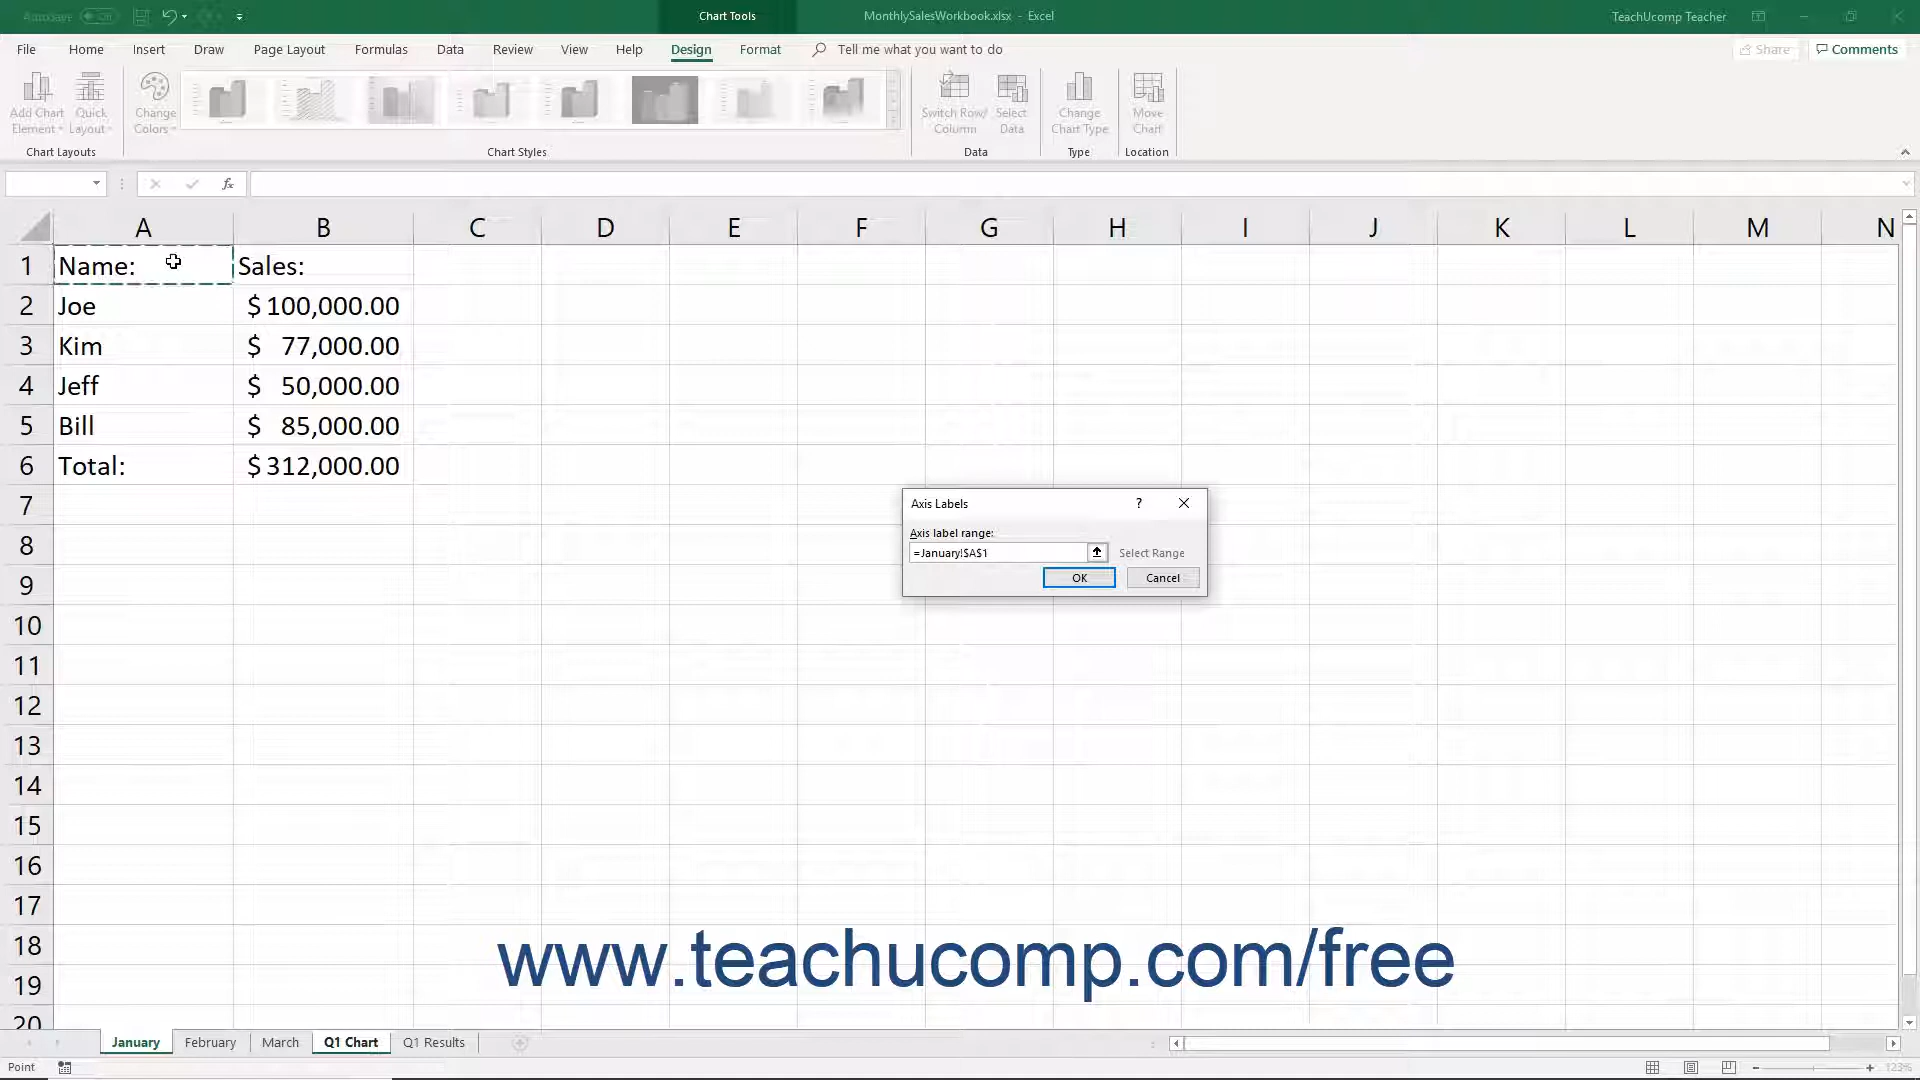 AutoSave Off Chart Tools MonthlySalesWorkbook.xlsx - Excel TeachUcomp Teacher
File Home Insert Draw Page Layout Formulas Data Review View Help Design Format Tell me what you want to do Share Comments
Add Chart Element Quick Layout Change Colors Switch Row/ Column Select Data Change Chart Type Move Chart
Chart Layouts Chart Styles Data Type Location
fx
A B C D E F G H I J K L M N
1 Name: Sales:
2 Joe $ 100,000.00
3 Kim $ 77,000.00
4 Jeff $ 50,000.00
5 Bill $ 85,000.00
6 Total: $ 312,000.00
7
8
9
10
11
12
13
14
15
16
17
18
19
20
Axis Labels ? 
Axis label range:
=January!$A$1 Select Range
OK Cancel
www.teachucomp.com/free
January February March Q1 Chart Q1 Results
Point 123%